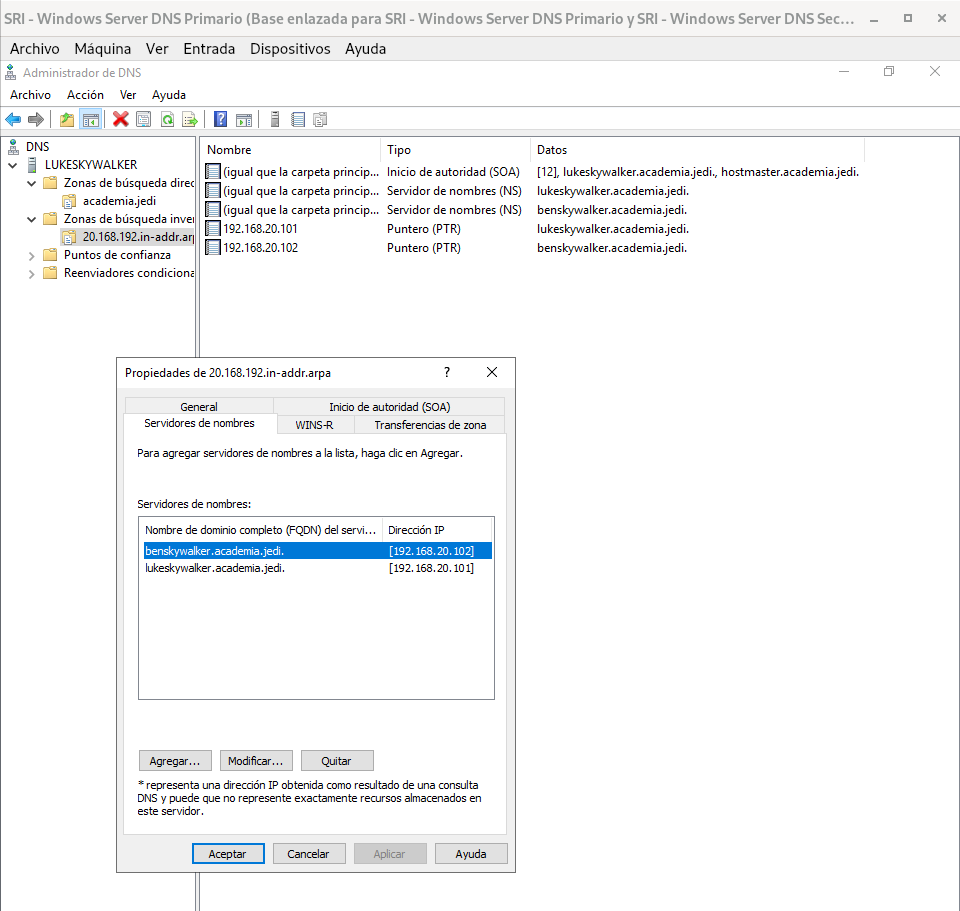 SRI - Windows Server DNS Primario (Base enlazada para SRI - Windows Server DNS Primario y SRI - Windows Server DNS Sec...
Archivo Máquina Ver Entrada Dispositivos Ayuda
Administrador de DNS
Archivo Acción Ver Ayuda
DNS
LUKESKYWALKER
Zonas de búsqueda direc
academia.jedi
Zonas de búsqueda inver
20.168.192.in-addr.arp
Puntos de confianza
Reenviadores condiciona
Nombre Tipo Datos
(igual que la carpeta princip... Inicio de autoridad (SOA) [12], lukeskywalker.academia.jedi., hostmaster.academia.jedi.
(igual que la carpeta princip... Servidor de nombres (NS) lukeskywalker.academia.jedi.
(igual que la carpeta princip... Servidor de nombres (NS) benskywalker.academia.jedi.
192.168.20.101 Puntero (PTR) lukeskywalker.academia.jedi.
192.168.20.102 Puntero (PTR) benskywalker.academia.jedi.
Propiedades de 20.168.192.in-addr.arpa ?
General Inicio de autoridad (SOA)
Servidores de nombres WINS-R Transferencias de zona
Para agregar servidores de nombres a la lista, haga clic en Agregar.
Servidores de nombres:
Nombre de dominio completo (FQDN) del servi... Dirección IP
benskywalker.academia.jedi. [192.168.20.102]
lukeskywalker.academia.jedi. [192.168.20.101]
Agregar... Modificar... Quitar
* representa una dirección IP obtenida como resultado de una consulta
DNS y puede que no represente exactamente recursos almacenados en
este servidor.
Aceptar Cancelar Aplicar Ayuda